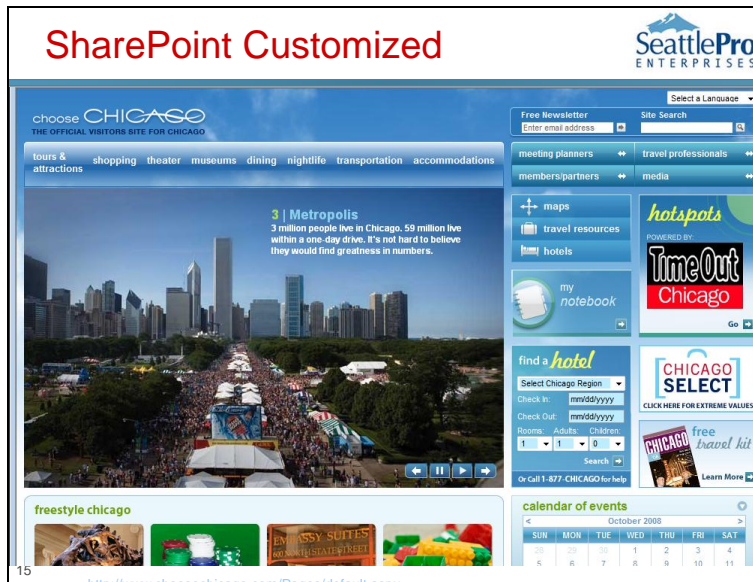 SharePoint Customized
SeattlePro
ENTERPRISES
Select a Language
choose CHICAGO
THE OFFICIAL VISITORS SITE FOR CHICAGO
Free Newsletter
Site Search
Enter email address
tours &
attractions
shopping theater museums dining nightlife transportation accommodations
meeting planners
travel professionals
members/partners
media
3 | Metropolis
3 million people live in Chicago. 59 million live
within a one-day drive. It's not hard to believe
they would find greatness in numbers.
maps
travel resources
hotels
my
notebook
hotspots
POWERED BY:
TimeOut
Chicago
Go
find a hotel
Select Chicago Region
Check In: mm/dd/yyyy
Check Out: mm/dd/yyyy
Rooms: Adults: Children:
1 1 0
Search
Or Call 1-877-CHICAGO for help
CHICAGO
SELECT
CLICK HERE FOR EXTREME VALUES
CHICAGO
free
travel kit
Learn More
freestyle chicago
EMBASSY SUITES
600 NORTH STATE STREET
calendar of events
< October 2008 >
SUN MON TUE WED THU FRI SAT
28 29 30 1 2 3 4
5 6 7 8 9 10 11
15